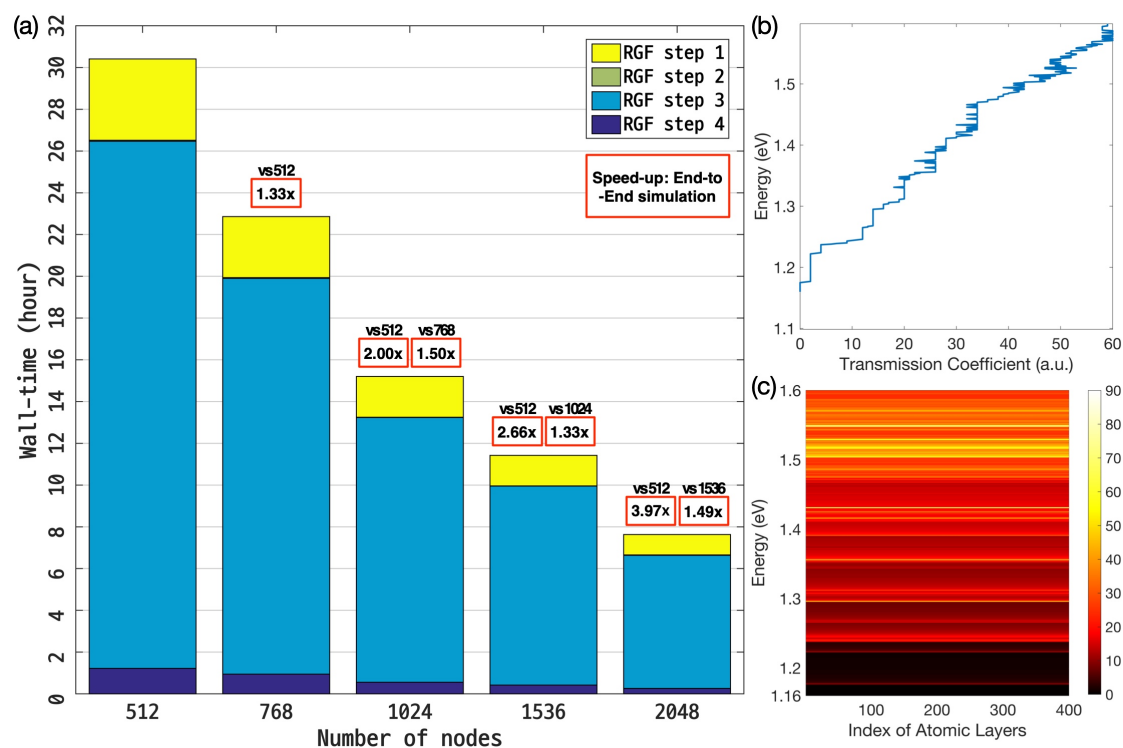 (a)
32
30
28
26
24
22
20
18
16
14
12
10
8
6
4
2
0
Wall-time (hour)
RGF step 1
RGF step 2
RGF step 3
RGF step 4
Speed-up: End-to
-End simulation
vs512
1.33x
vs512 vs768
2.00x 1.50x
vs512 vs1024
2.66x 1.33x
vs512 vs1536
3.97x 1.49x
512 768 1024 1536 2048
Number of nodes
(b)
Energy (eV)
1.5
1.4
1.3
1.2
1.1
0 10 20 30 40 50 60
Transmission Coefficient (a.u.)
(c)
Energy (eV)
1.6
1.5
1.4
1.3
1.2
1.16
100 200 300 400
Index of Atomic Layers
90
80
70
60
50
40
30
20
10
0